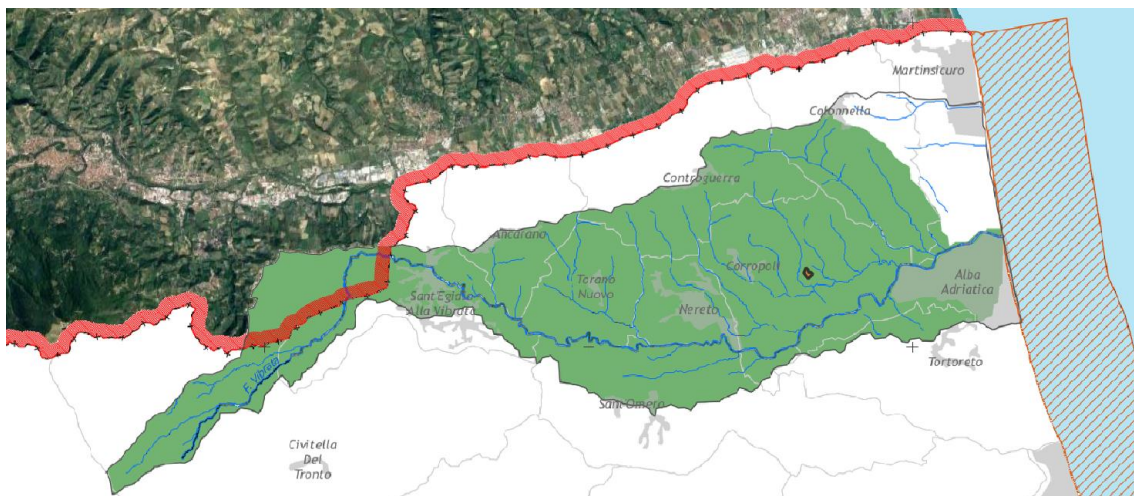 Martinsicuro
Colonnella
Controguerra
Ancarano
Corropoli
Alba
Adriatica
Torano
Nuovo
Sant'Egidio
Alla Vibrata
Nereto
Tortoreto
F. Vibrata
Sant'Omero
Civitella
Del
Tronto